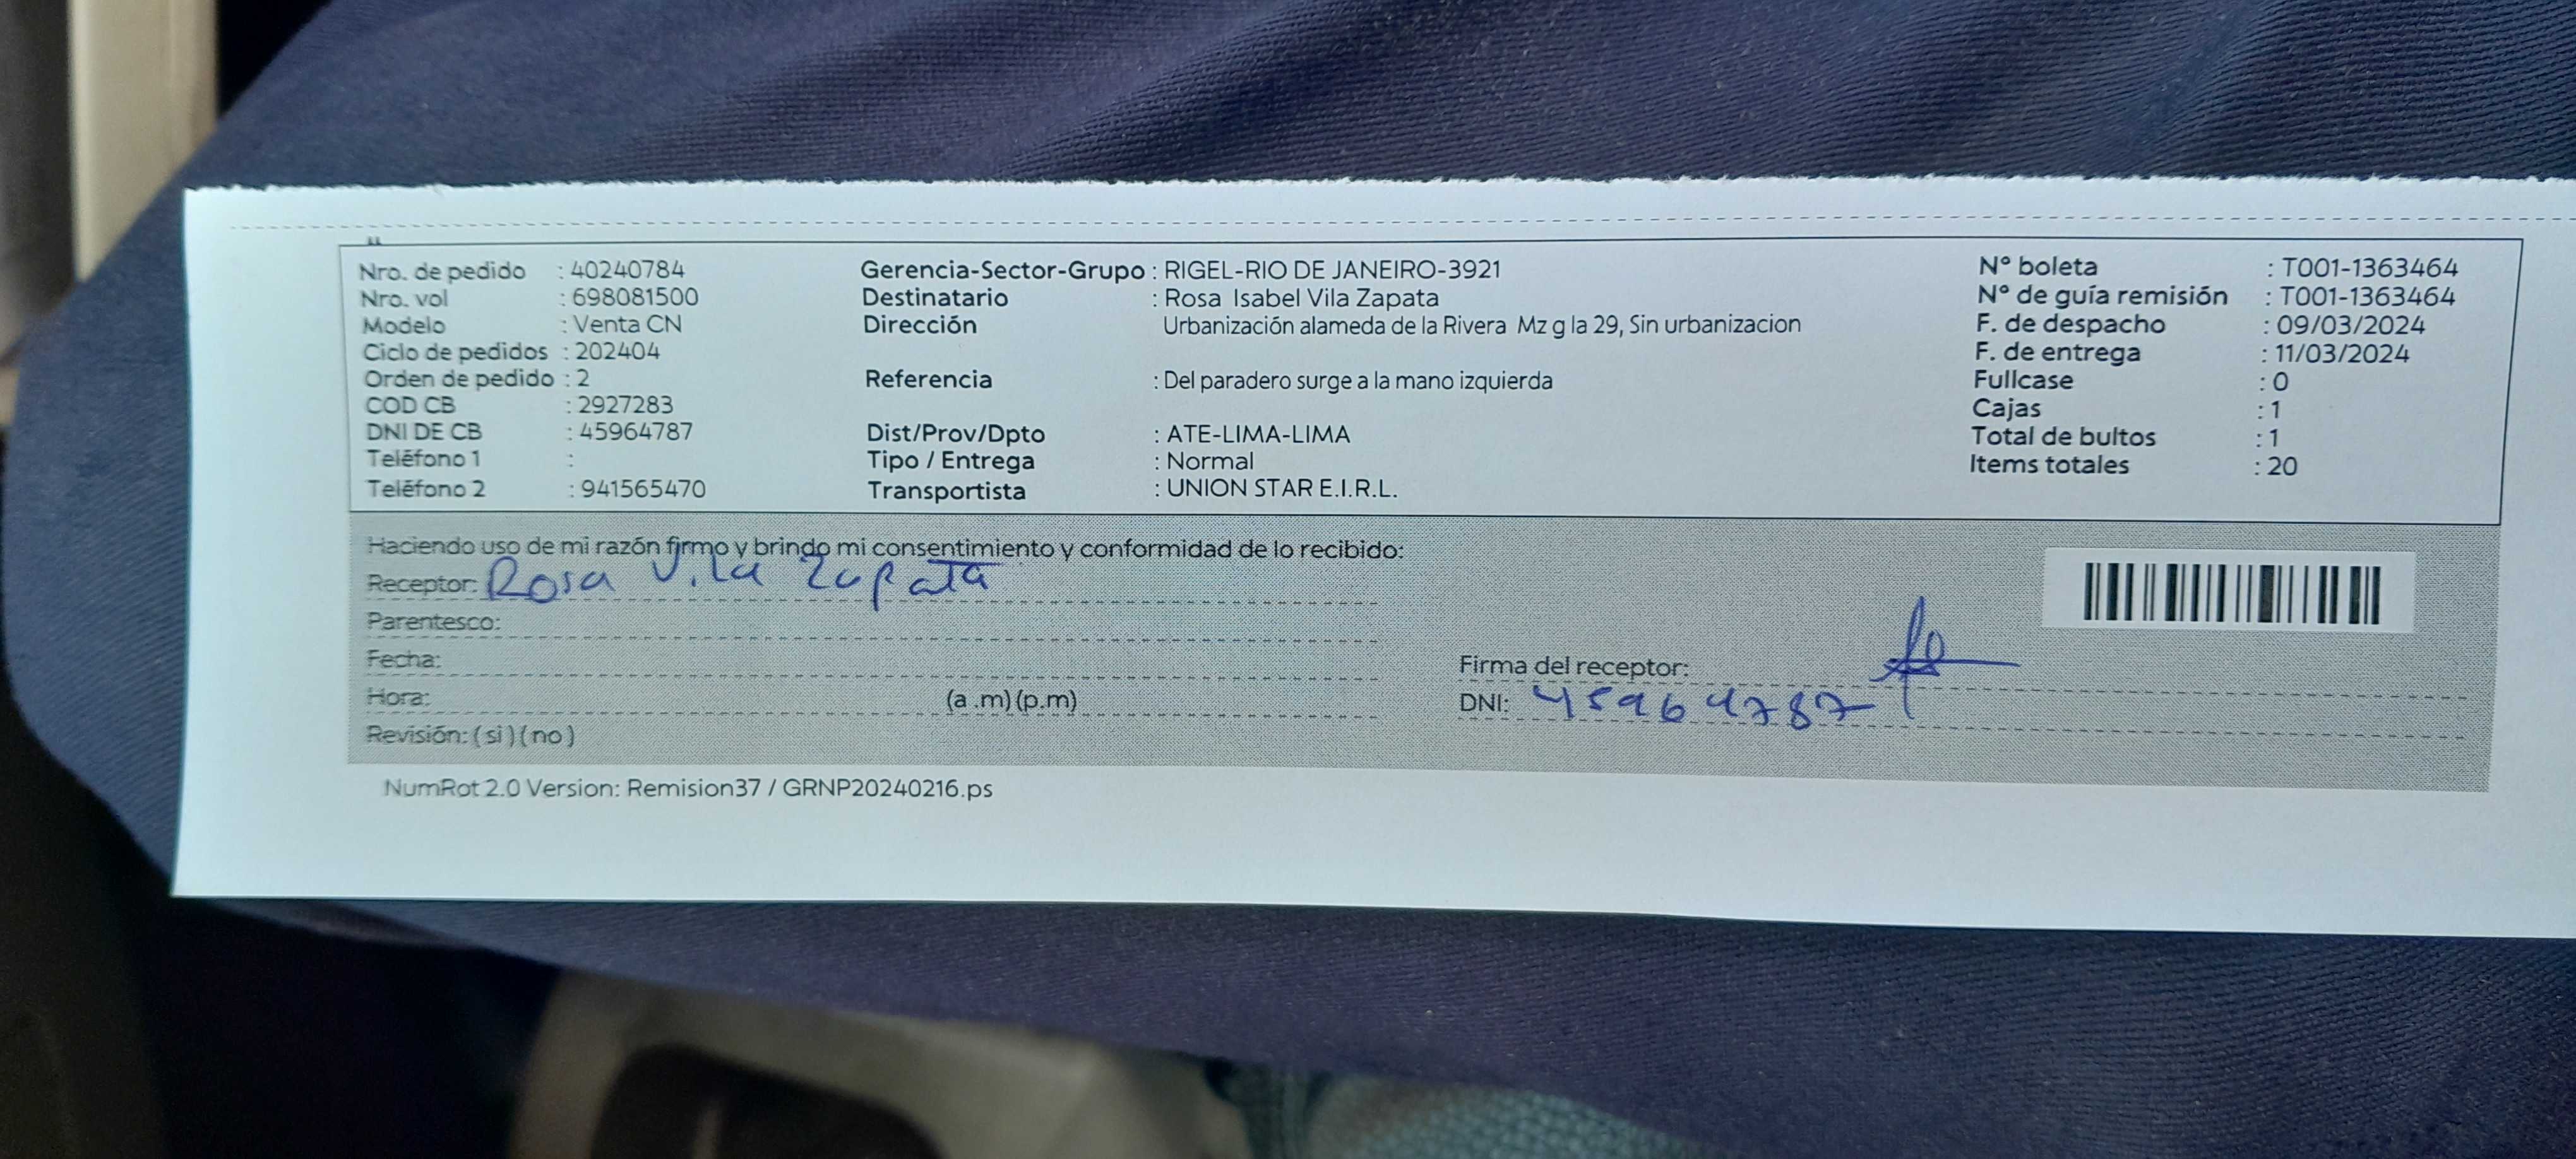 Nro. de pedido : 40240784
Nro. vol : 698081500
Modelo : Venta CN
Ciclo de pedidos : 202404
Orden de pedido : 2
COD CB : 2927283
DNI DE CB : 45964787
Teléfono 1 :
Teléfono 2 : 941565470
Gerencia-Sector-Grupo : RIGEL-RIO DE JANEIRO-3921
Destinatario : Rosa Isabel Vila Zapata
Dirección Urbanización alameda de la Rivera Mz g la 29, Sin urbanizacion
Referencia : Del paradero surge a la mano izquierda
Dist/Prov/Dpto : ATE-LIMA-LIMA
Tipo / Entrega : Normal
Transportista : UNION STAR E.I.R.L.
N° boleta : T001-1363464
N° de guía remisión : T001-1363464
F. de despacho : 09/03/2024
F. de entrega : 11/03/2024
Fullcase : 0
Cajas : 1
Total de bultos : 1
Items totales : 20
Haciendo uso de mi razón firmo y brindo mi consentimiento y conformidad de lo recibido:
Receptor: Rosa Vila Zapata
Parentesco:
Fecha:
Hora: (a .m) (p.m)
Revisión: ( si ) ( no )
Firma del receptor:
DNI: 45964787
NumRot 2.0 Version: Remision37 / GRNP20240216.ps